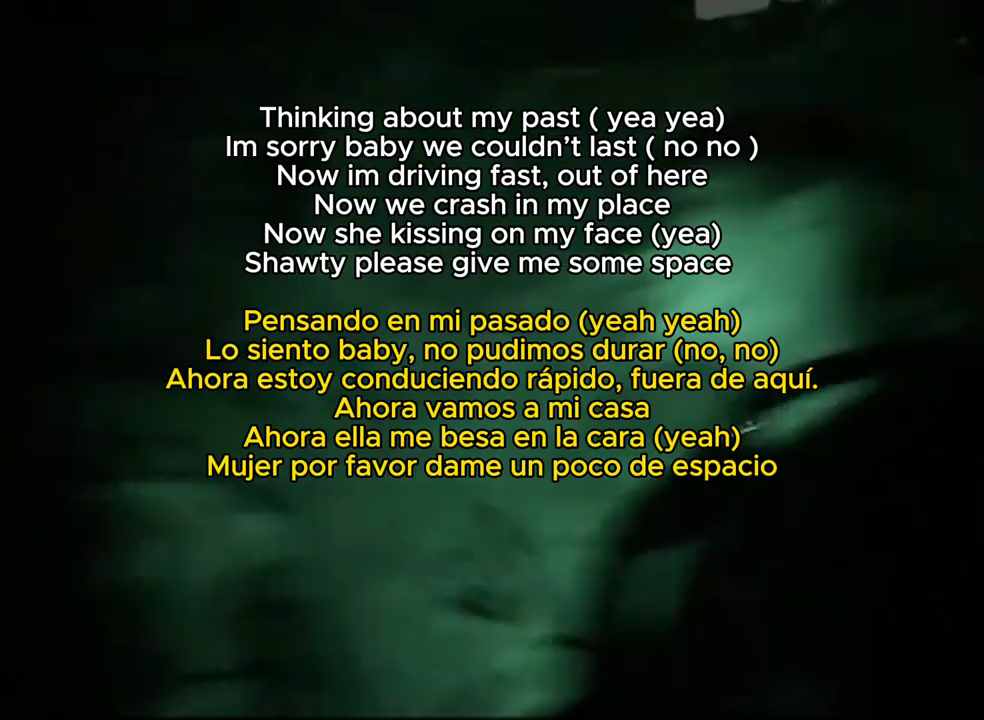 Thinking about my past ( yea yea)
Im sorry baby we couldn't last ( no no )
Now im driving fast, out of here
Now we crash in my place
Now she kissing on my face (yea)
Shawty please give me some space
Pensando en mi pasado (yeah yeah)
Lo siento baby, no pudimos durar (no, no)
Ahora estoy conduciendo rápido, fuera de aquí.
Ahora vamos a mi casa
Ahora ella me besa en la cara (yeah)
Mujer por favor dame un poco de espacio